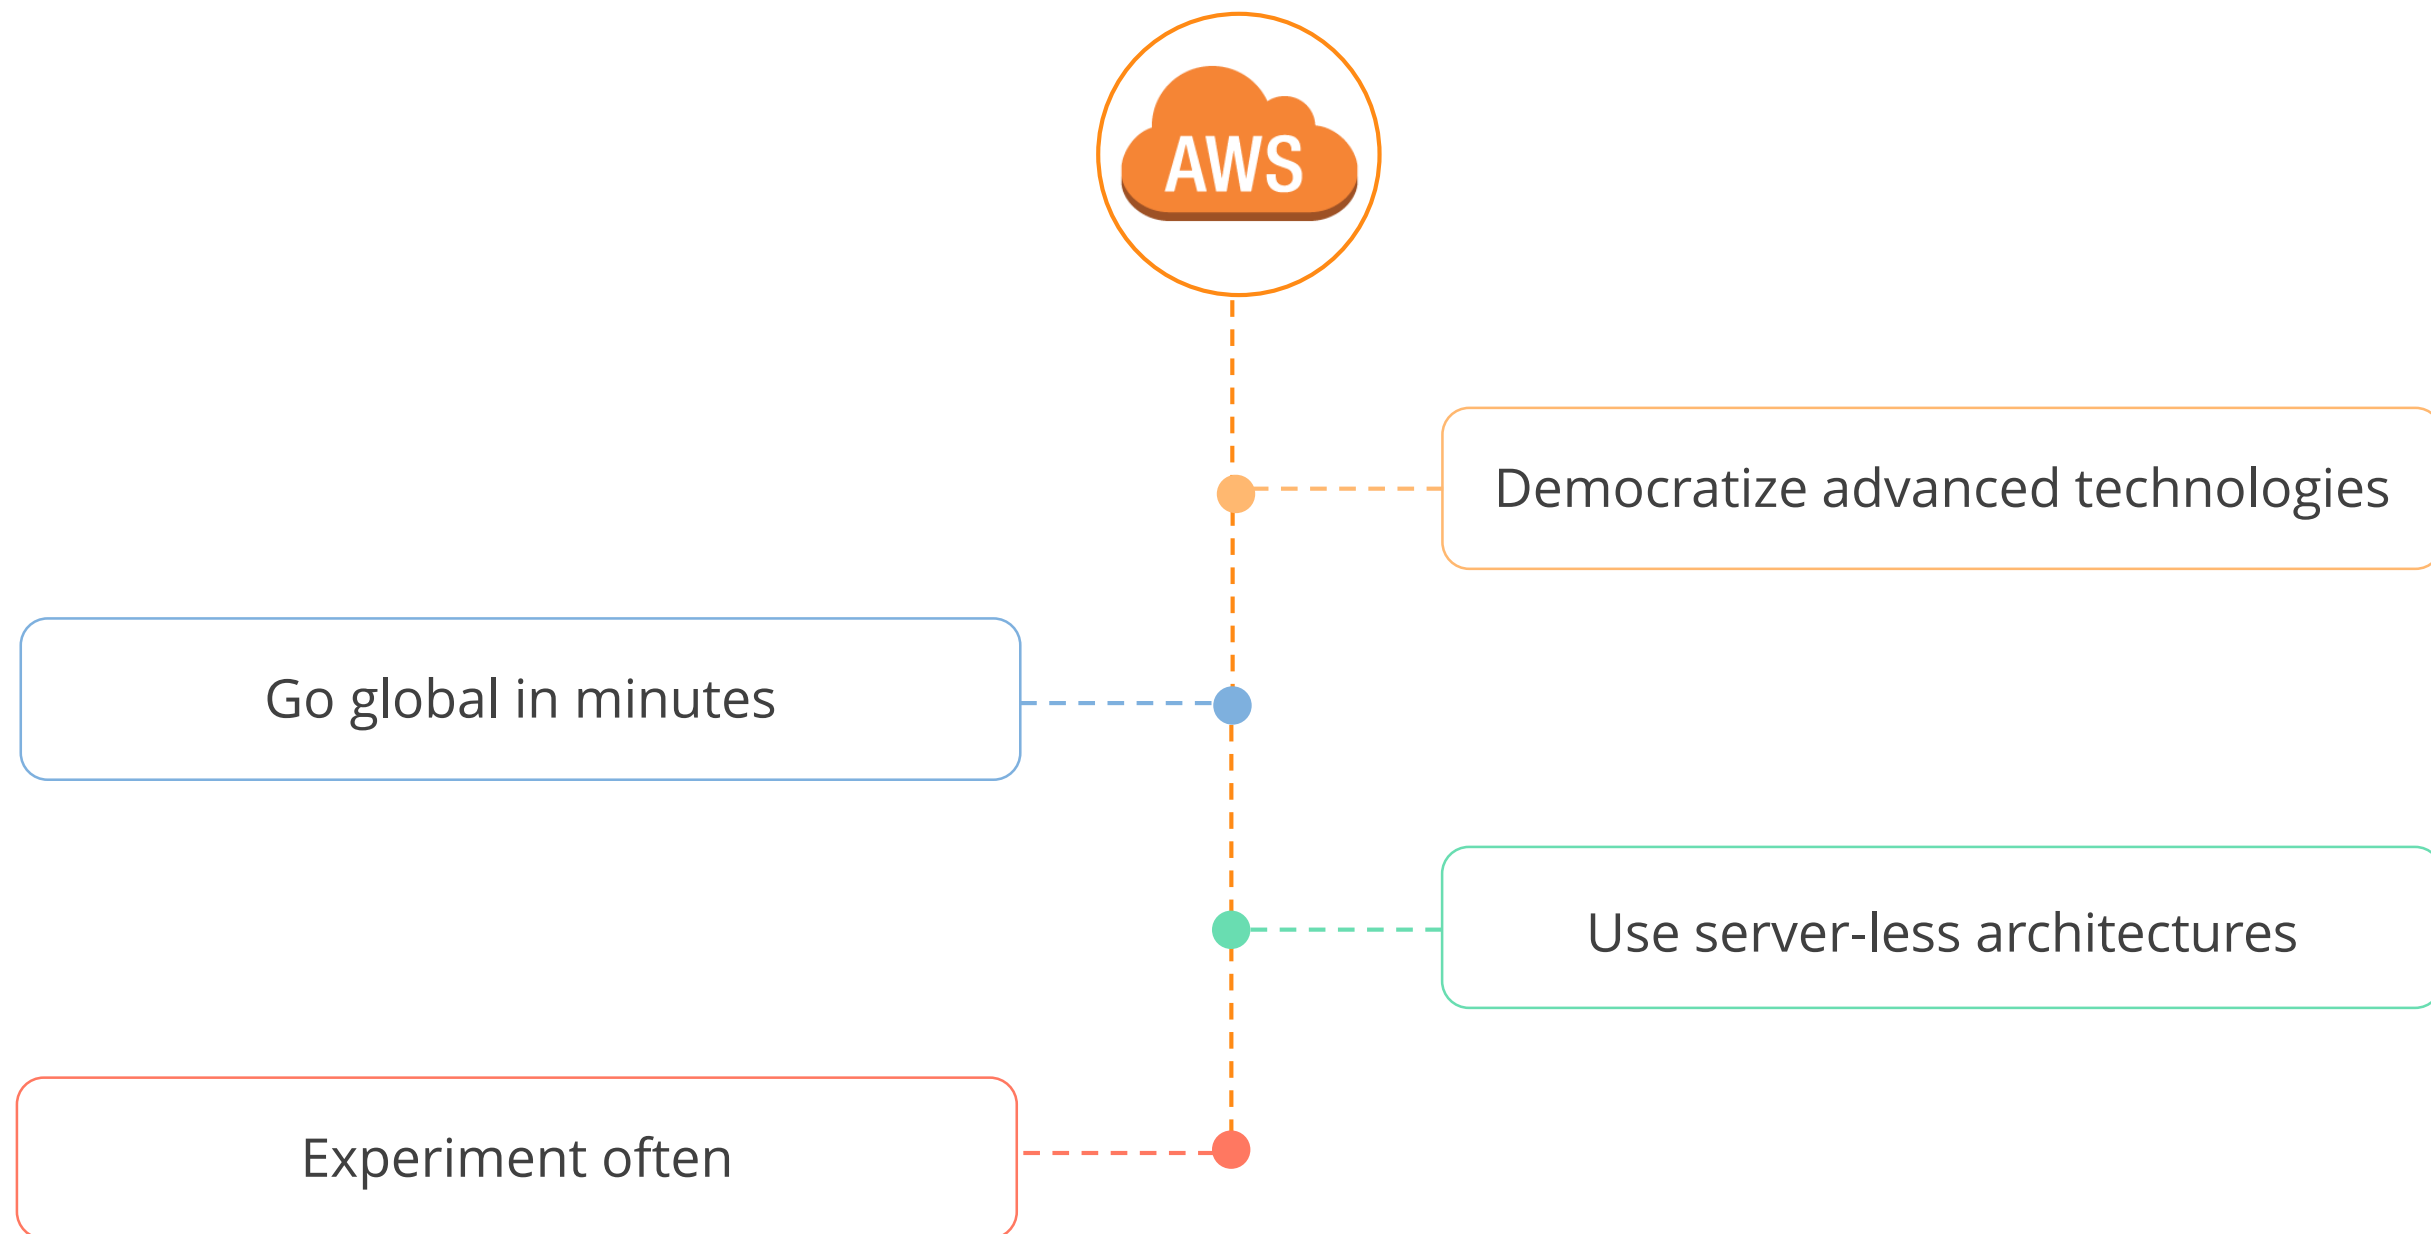 AWS
Democratize advanced technologies
Go global in minutes
Use server-less architectures
Experiment often